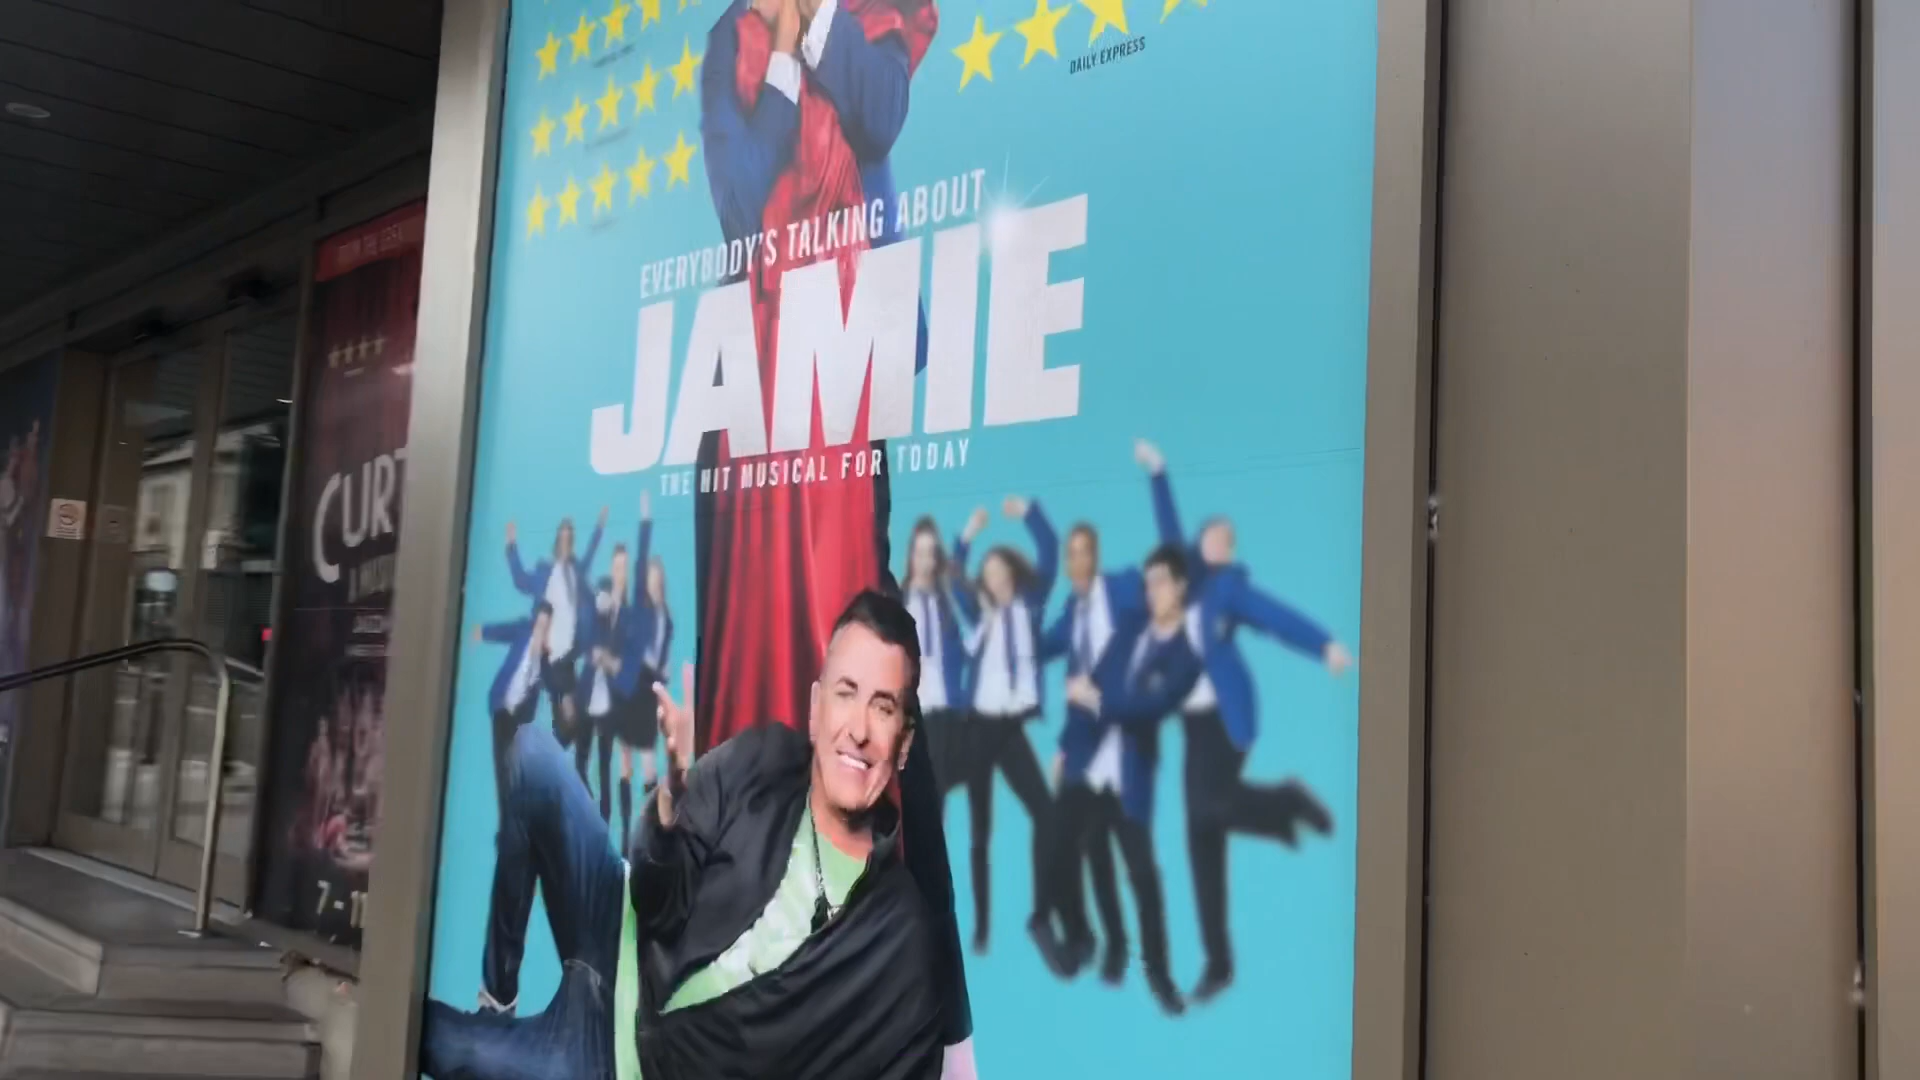 DAILY EXPRESS
EVERYBODY'S TALKING ABOUT
JAMIE
THE HIT MUSICAL FOR TODAY
CURT
7 - 11